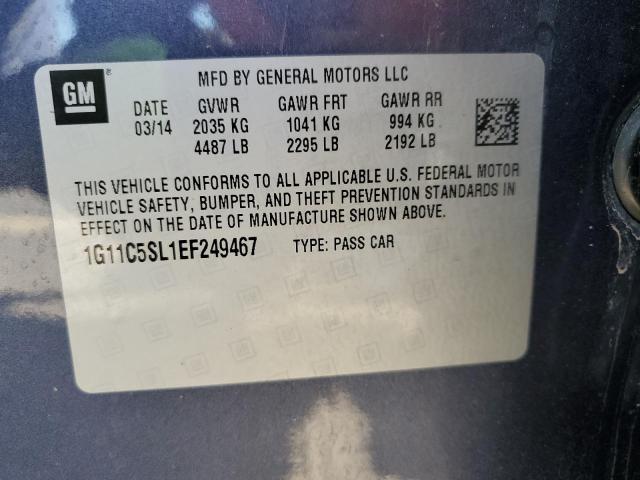 GM
MFD BY GENERAL MOTORS LLC
DATE GVWR GAWR FRT GAWR RR
03/14 2035 KG 1041 KG 994 KG
4487 LB 2295 LB 2192 LB
THIS VEHICLE CONFORMS TO ALL APPLICABLE U.S. FEDERAL MOTOR
VEHICLE SAFETY, BUMPER, AND THEFT PREVENTION STANDARDS IN
EFFECT ON THE DATE OF MANUFACTURE SHOWN ABOVE.
1G11C5SL1EF249467 TYPE: PASS CAR